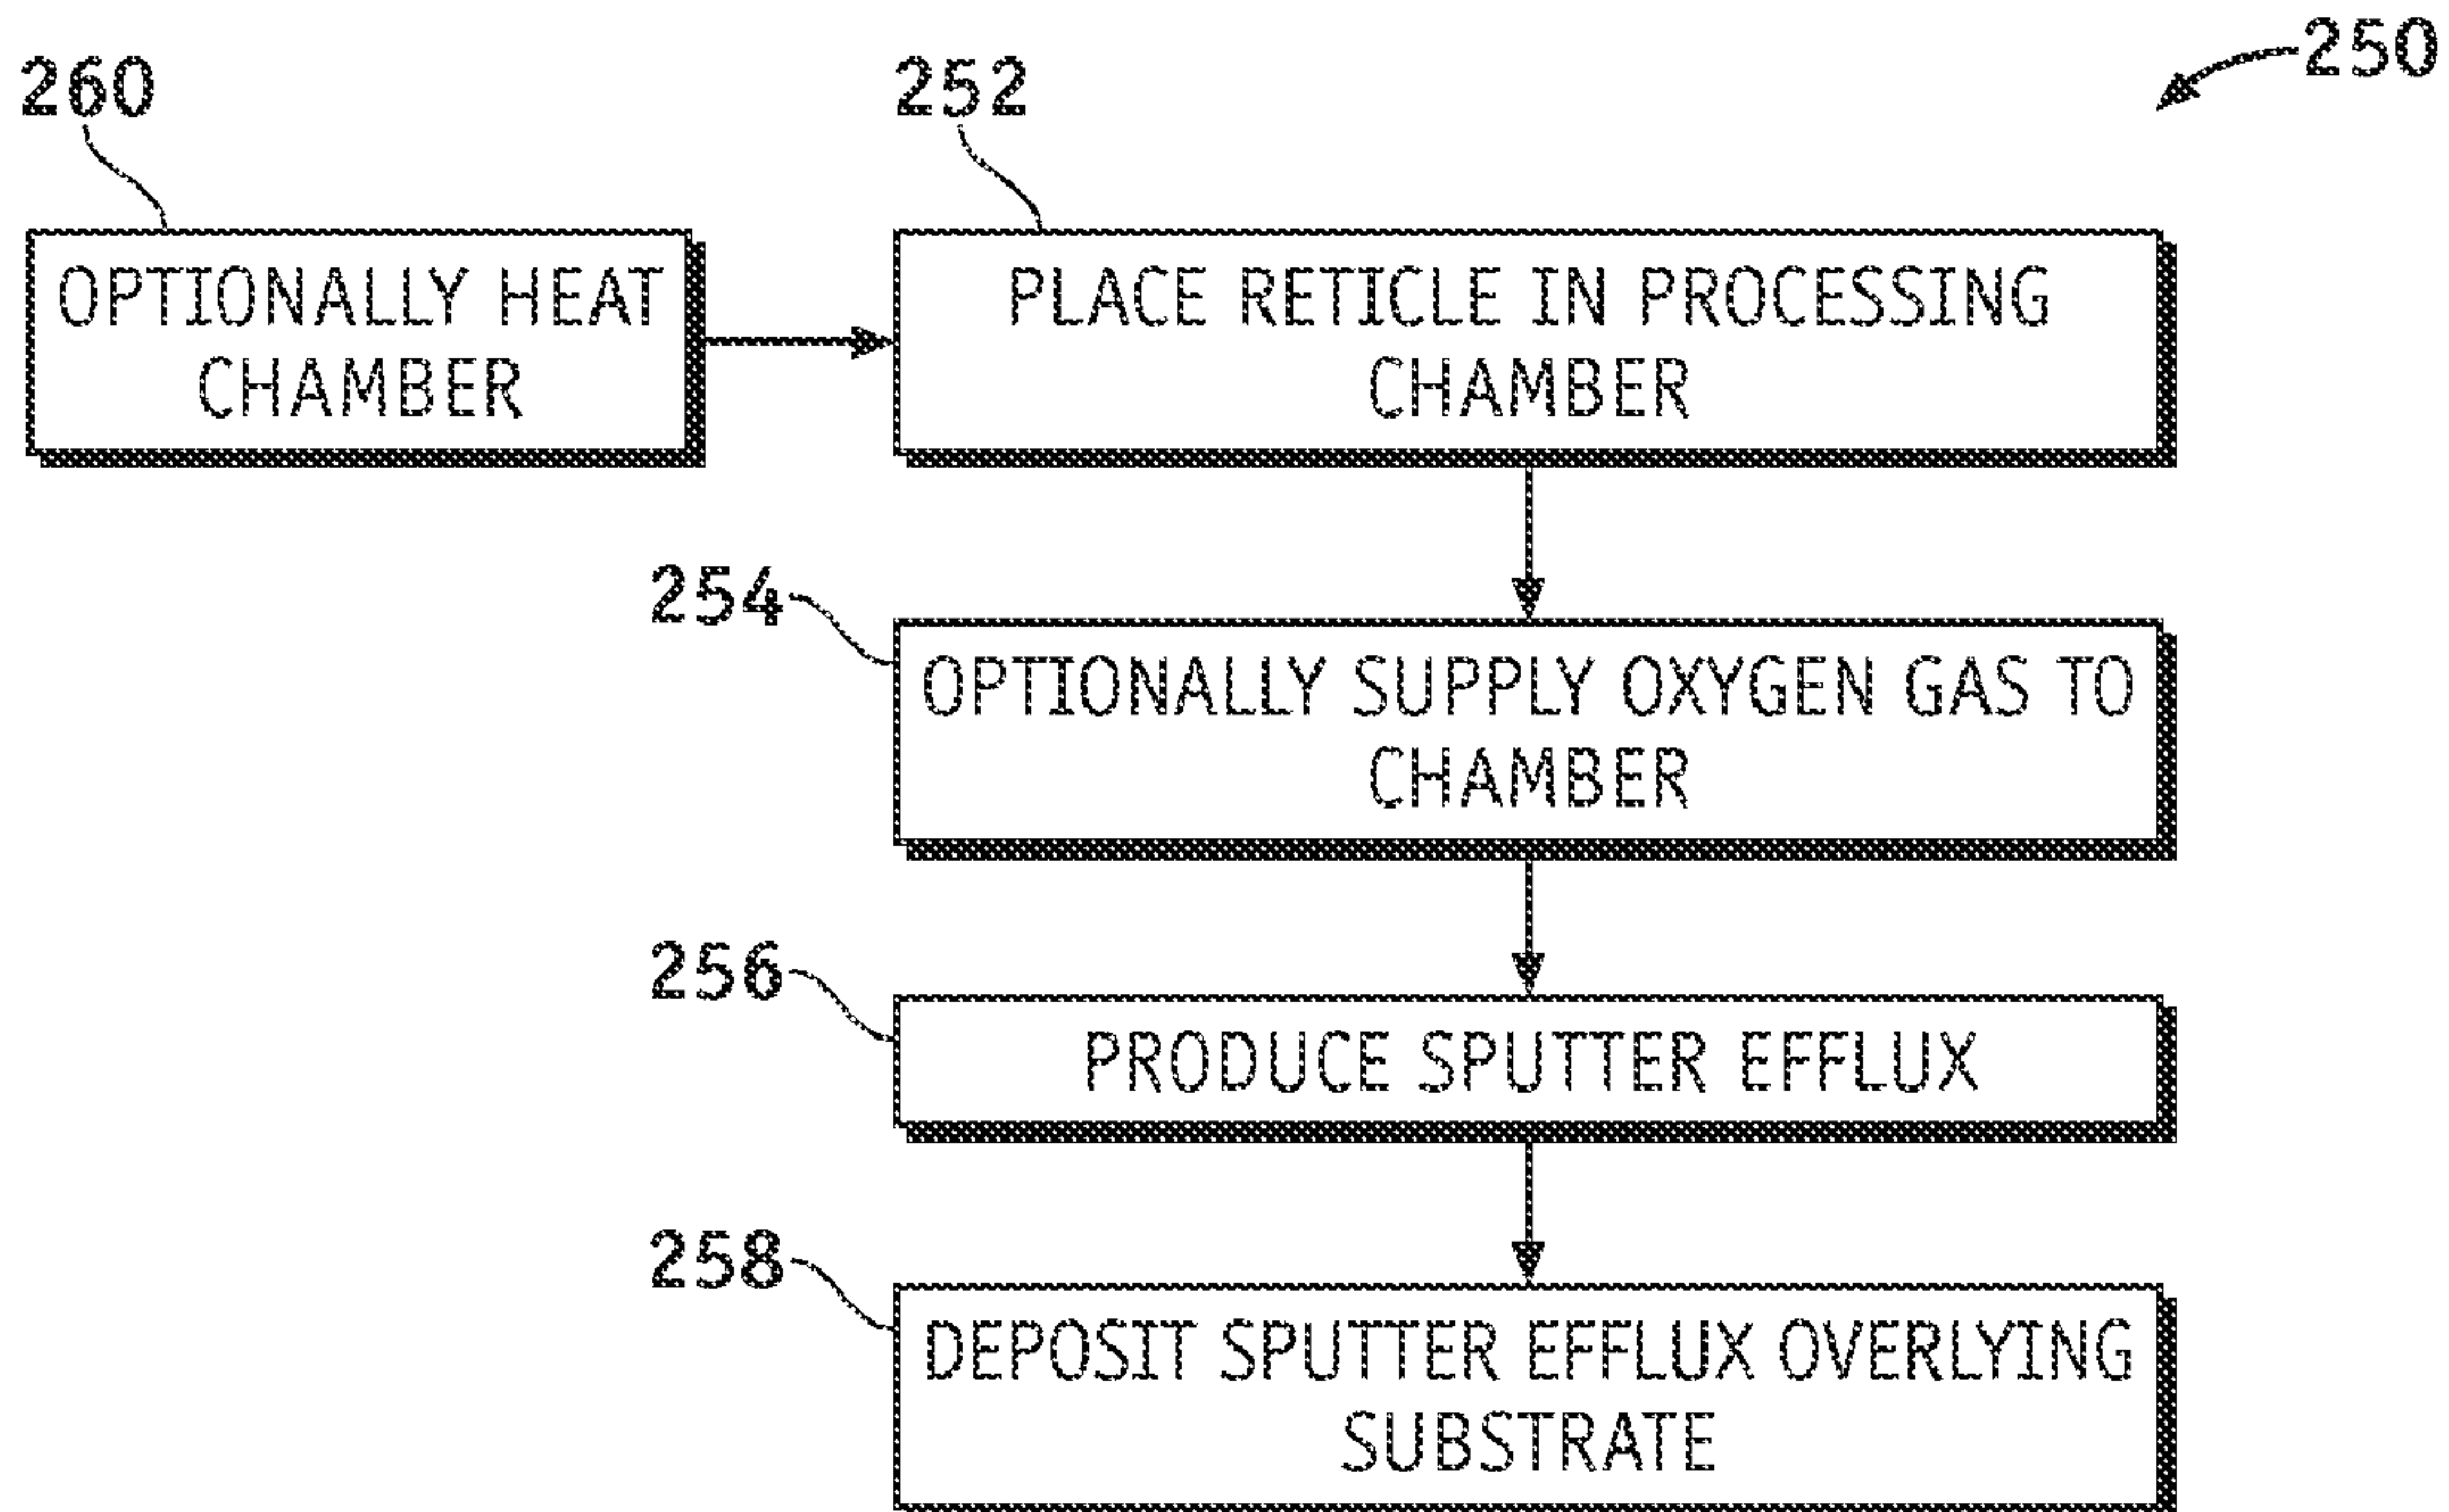 250
260
252
OPTIONALLY HEAT
CHAMBER
PLACE RETICLE IN PROCESSING
CHAMBER
254
OPTIONALLY SUPPLY OXYGEN GAS TO
CHAMBER
256
PRODUCE SPUTTER EFFLUX
258
DEPOSIT SPUTTER EFFLUX OVERLYING
SUBSTRATE